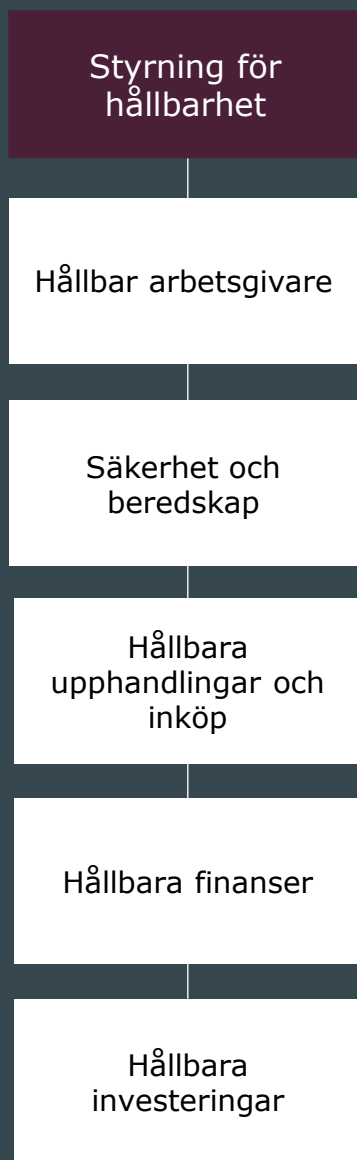 Styrning för
hållbarhet
Hållbar arbetsgivare
Säkerhet och
beredskap
Hållbara
upphandlingar och
inköp
Hållbara finanser
Hållbara
investeringar